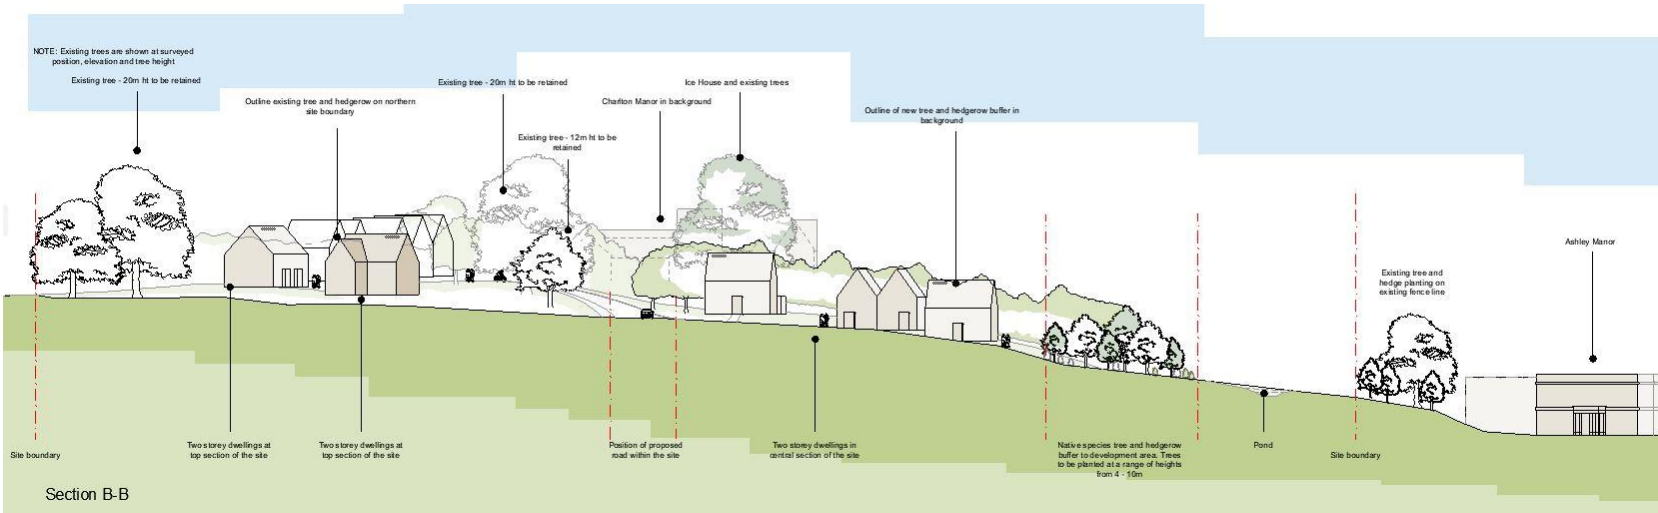 NOTE: Existing trees are shown at surveyed
position, elevation and tree height
Existing tree - 20m ht to be retained
Outline existing tree and hedgerow on northern
site boundary
Existing tree - 20m ht to be retained
Existing tree - 12m ht to be
retained
Charlton Manor in background
Ice House and existing trees
Outline of new tree and hedgerow buffer in
background
Existing tree and
hedge planting on
existing fence line
Ashley Manor
Site boundary
Two storey dwellings at
top section of the site
Two storey dwellings at
top section of the site
Position of proposed
road within the site
Two storey dwellings in
central section of the site
Native species tree and hedgerow
buffer to development area. Trees
to be planted at a range of heights
from 4 - 10m
Pond
Site boundary
Section B-B